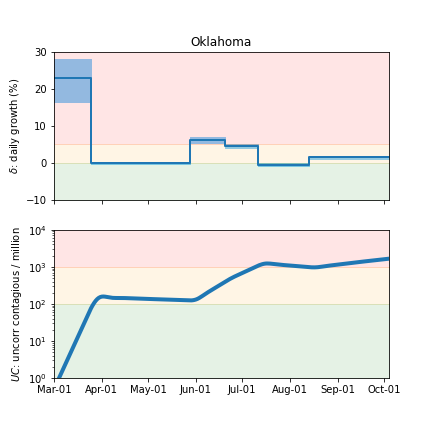 Oklahoma
δ: daily growth (%)
30
20
10
0
−10
UC: uncorr contagious / million
10⁴
10³
10²
10¹
10⁰
Mar-01 Apr-01 May-01 Jun-01 Jul-01 Aug-01 Sep-01 Oct-01